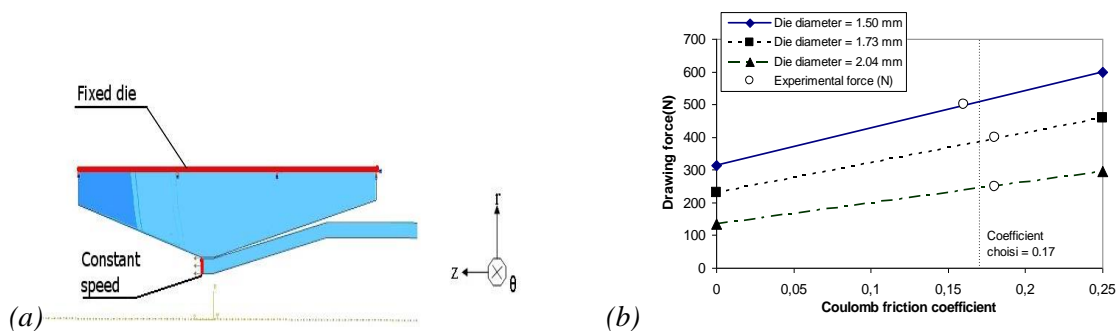 Fixed die
Constant
speed
r
z
θ
(a)
Die diameter = 1.50 mm
Die diameter = 1.73 mm
Die diameter = 2.04 mm
Experimental force (N)
Drawing force(N)
700
600
500
400
300
200
100
0
Coefficient
choisi = 0.17
0
0,05
0,1
0,15
0,2
0,25
Coulomb friction coefficient
(b)